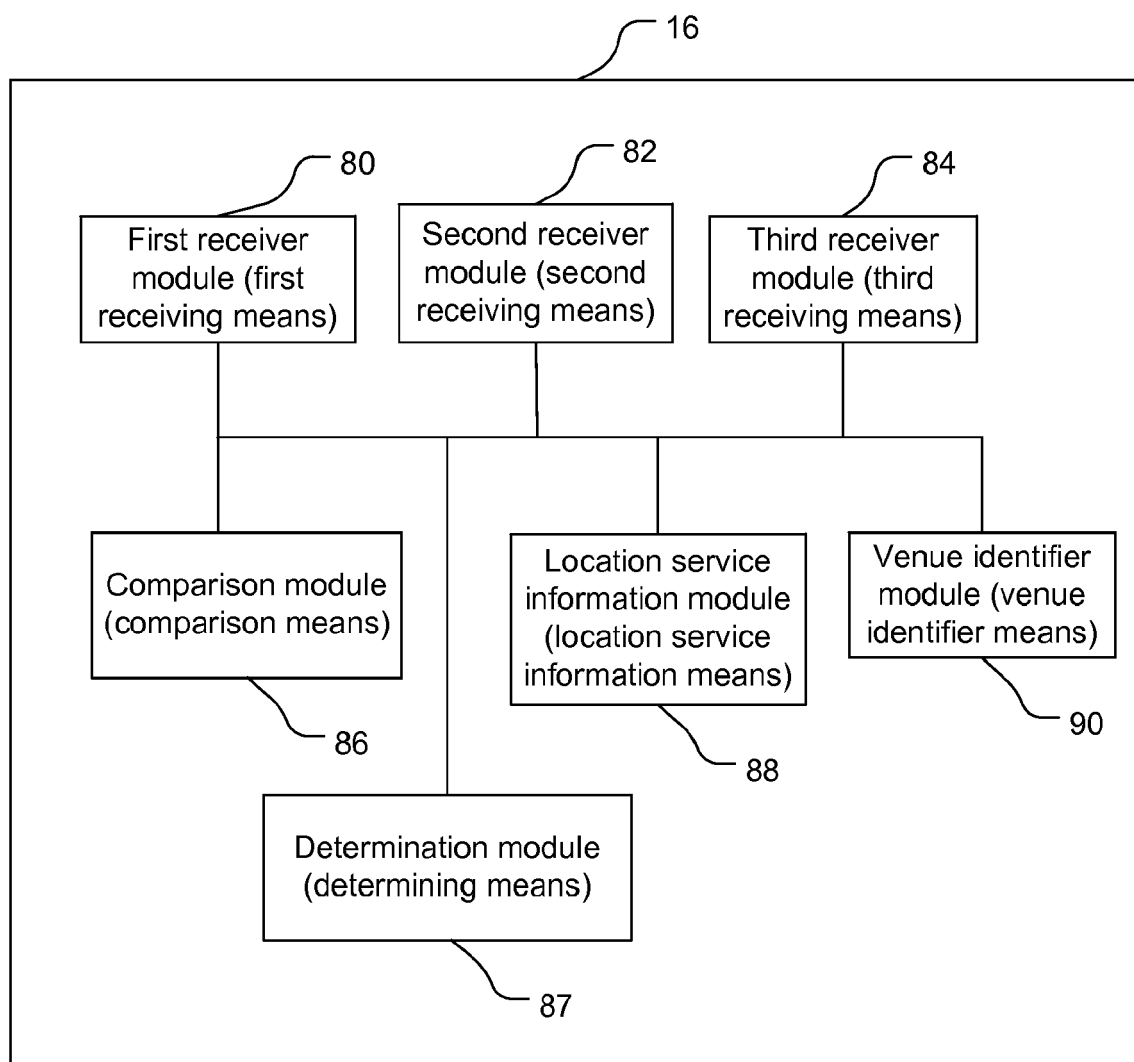 16
80
82
84
First receiver
module (first
receiving means)
Second receiver
module (second
receiving means)
Third receiver
module (third
receiving means)
Comparison module
(comparison means)
Location service
information module
(location service
information means)
Venue identifier
module (venue
identifier means)
86
88
90
Determination module
(determining means)
87